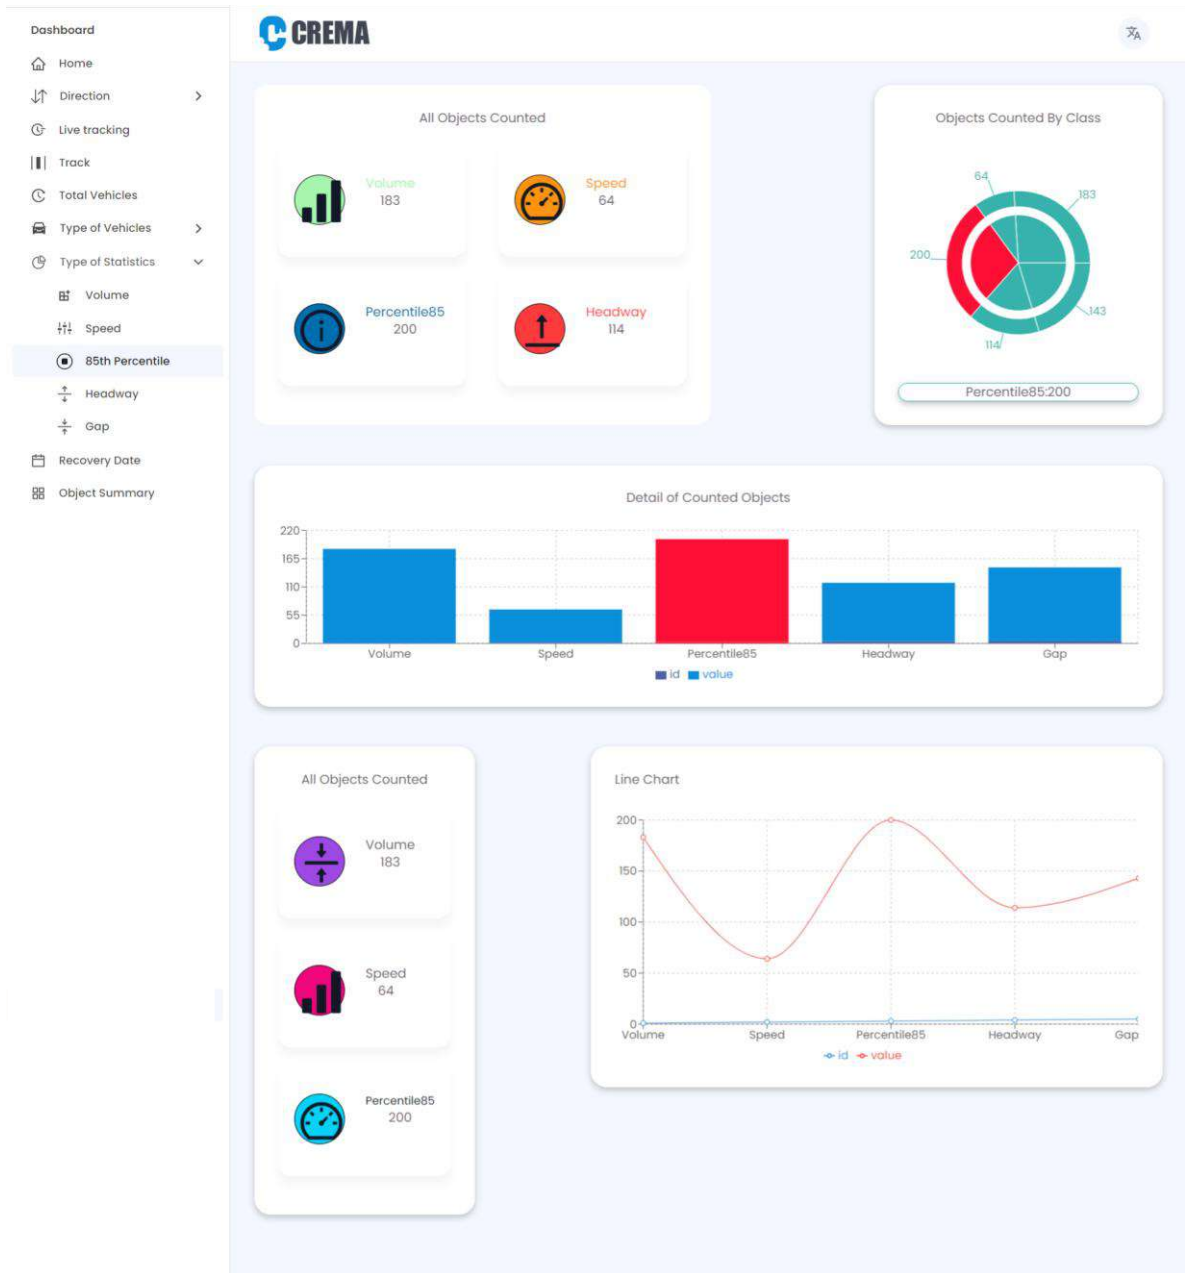 Dashboard
Home
Direction
Live tracking
Track
Total Vehicles
Type of Vehicles
Type of Statistics
Volume
Speed
85th Percentile
Headway
Gap
Recovery Date
Object Summary
CREMA
All Objects Counted
Volume
183
Speed
64
Percentile85
200
Headway
114
Objects Counted By Class
64
183
200
143
114
Percentile85:200
Detail of Counted Objects
220
165
110
55
0
Volume Speed Percentile85 Headway Gap
id value
All Objects Counted
Volume
183
Speed
64
Percentile85
200
Line Chart
200
150
100
50
0
Volume Speed Percentile85 Headway Gap
id value